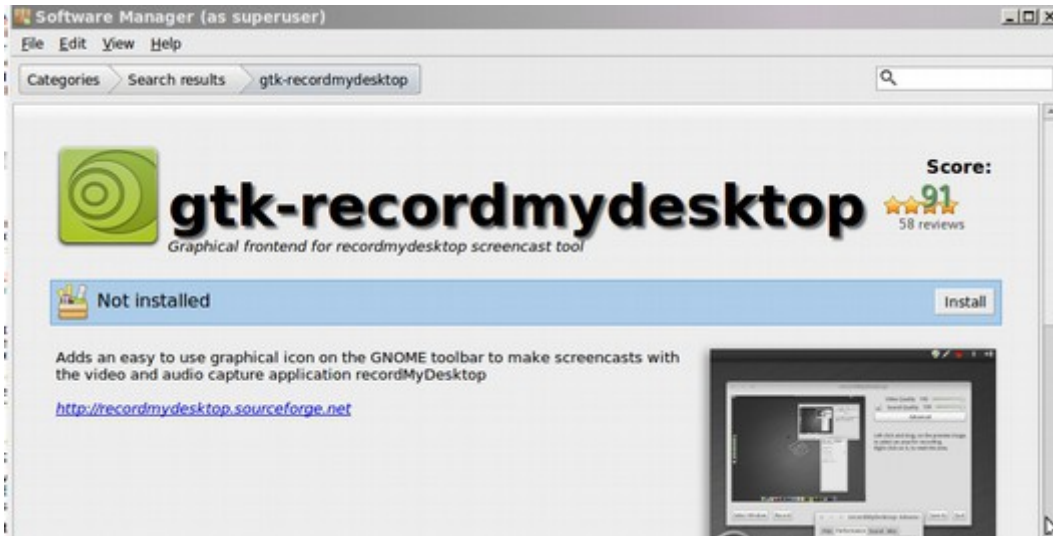 Software Manager (as superuser)
File Edit View Help
Categories Search results gtk-recordmydesktop
Score:
gtk-recordmydesktop
91
58 reviews
Graphical frontend for recordmydesktop screencast tool
Not installed
Install
Adds an easy to use graphical icon on the GNOME toolbar to make screencasts with
the video and audio capture application recordMyDesktop
http://recordmydesktop.sourceforge.net
Advanced